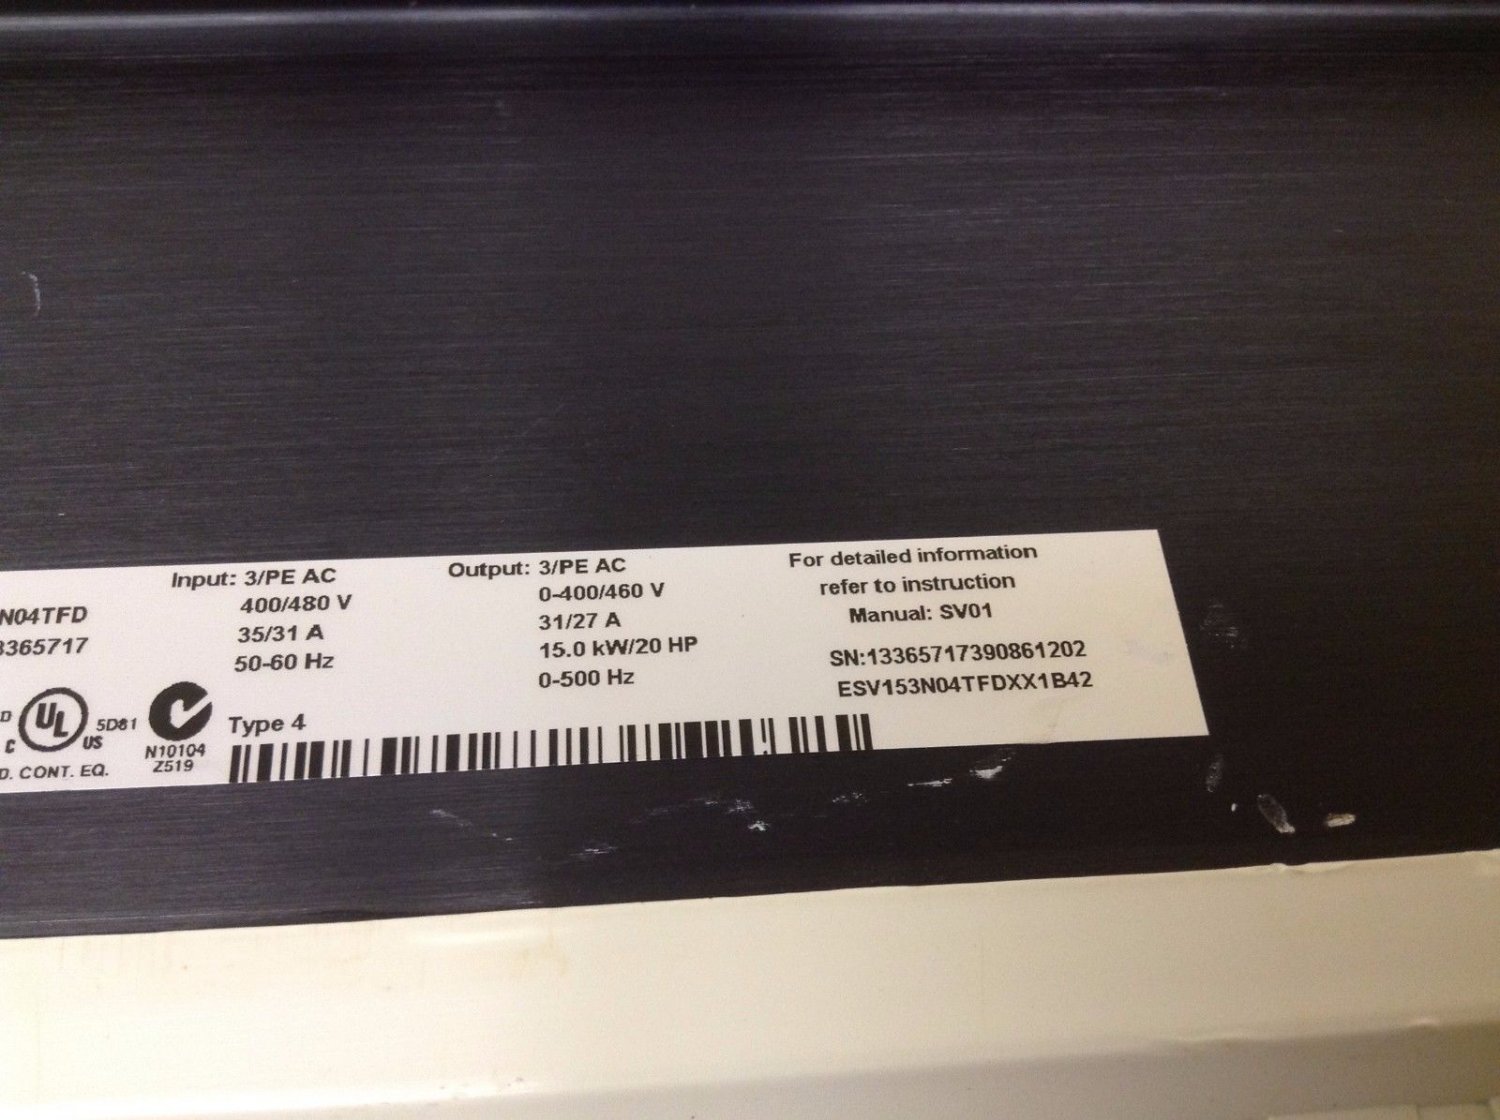 N04TFD
3365717
UL
C
US
5D81
D. CONT. EQ.
N10104
Z519
Input: 3/PE AC
400/480 V
35/31 A
50-60 Hz
Type 4
Output: 3/PE AC
0-400/460 V
31/27 A
15.0 kW/20 HP
0-500 Hz
For detailed information
refer to instruction
Manual: SV01
SN:13365717390861202
ESV153N04TFDXX1B42